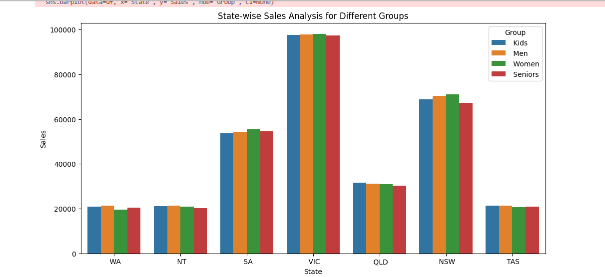 sns.barplot(data=df, x='State', y='Sales', hue='Group', ci=None)
State-wise Sales Analysis for Different Groups
100000
80000
60000
40000
20000
0
Sales
Group
Kids
Men
Women
Seniors
WA NT SA VIC QLD NSW TAS
State